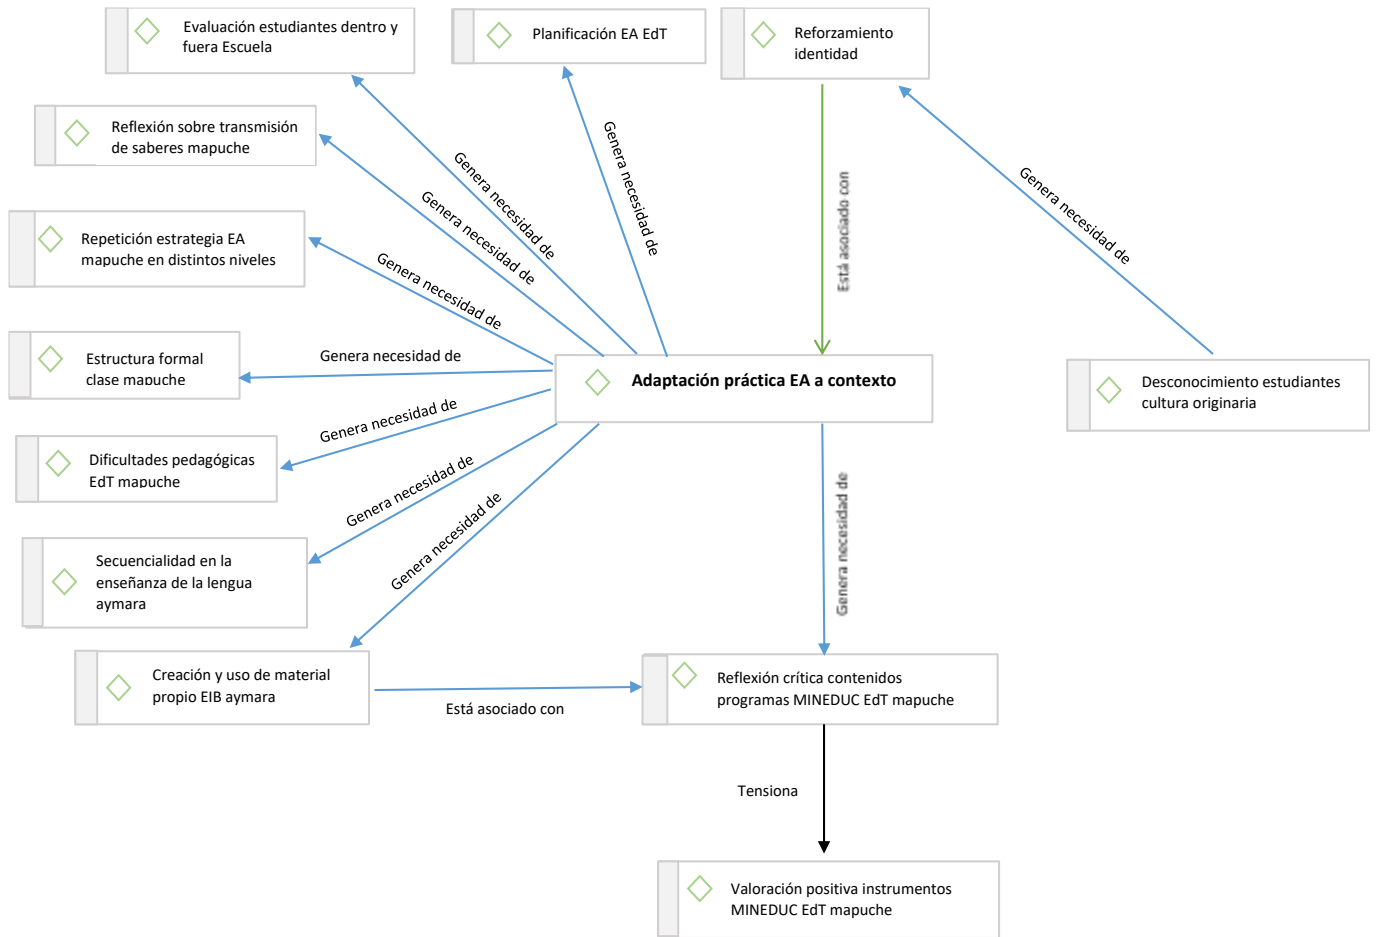 Evaluación estudiantes dentro y
fuera Escuela
Planificación EA EdT
Reforzamiento
identidad
Reflexión sobre transmisión
de saberes mapuche
Genera necesidad de
Genera necesidad de
Genera necesidad de
Está asociado con
Genera necesidad de
Repetición estrategia EA
mapuche en distintos niveles
Genera necesidad de
Estructura formal
clase mapuche
Genera necesidad de
Adaptación práctica EA a contexto
Desconocimiento estudiantes
cultura originaria
Genera necesidad de
Dificultades pedagógicas
EdT mapuche
Genera necesidad de
Genera necesidad de
Genera necesidad de
Secuencialidad en la
enseñanza de la lengua
aymara
Creación y uso de material
propio EIB aymara
Está asociado con
Reflexión crítica contenidos
programas MINEDUC EdT mapuche
Tensiona
Valoración positiva instrumentos
MINEDUC EdT mapuche